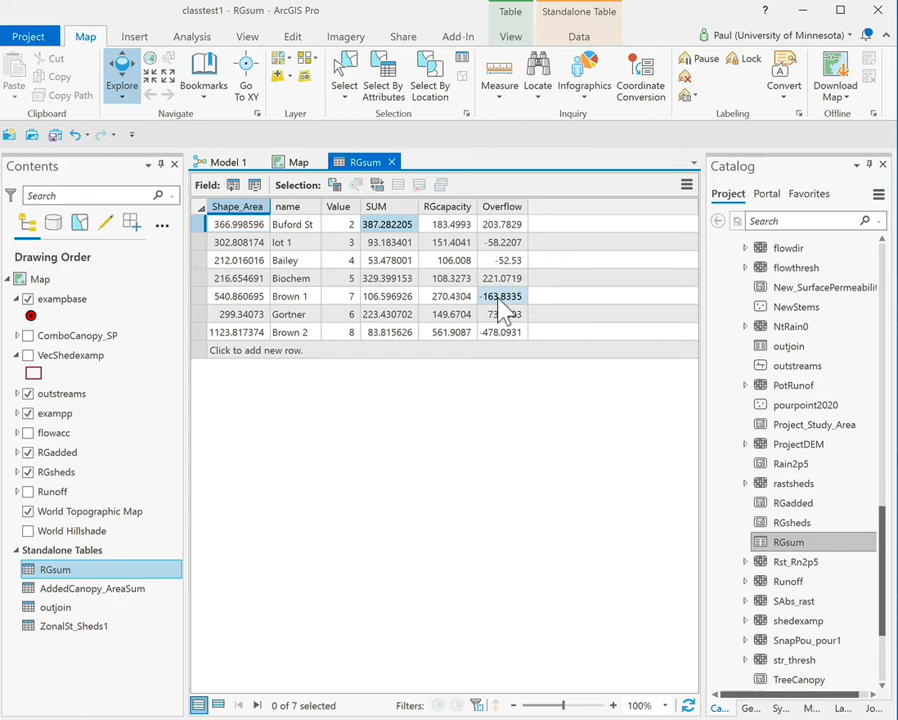 classtest1 - RGsum - ArcGIS Pro
Table
Standalone Table
?
Project
Map
Insert
Analysis
View
Edit
Imagery
Share
Add-In
View
Data
Paul (University of Minnesota)
Paste
Cut
Copy
Copy Path
Clipboard
Explore
Bookmarks
Go To XY
Navigate
Layer
Select
Select By Attributes
Select By Location
Selection
Measure
Locate
Infographics
Coordinate Conversion
Inquiry
Pause
Lock
Convert
Labeling
Download Map
Offline
Contents
Search
Drawing Order
Map
exampbase
ComboCanopy_SP
VecShedexamp
outstreams
exampp
flowacc
RGadded
RGsheds
Runoff
World Topographic Map
World Hillshade
Standalone Tables
RGsum
AddedCanopy_AreaSum
outjoin
ZonalSt_Sheds1
Model 1
Map
RGsum
Field:
Selection:
Shape_Area name Value SUM RGcapacity Overflow
366.998596 Buford St 2 387.282205 183.4993 203.7829
302.808174 lot 1 3 93.183401 151.4041 -58.2207
212.016016 Bailey 4 53.478001 106.008 -52.53
216.654691 Biochem 5 329.399153 108.3273 221.0719
540.860695 Brown 1 7 106.596926 270.4304 -163.8335
299.34073 Gortner 6 223.430702 149.6704
1123.817374 Brown 2 8 83.815626 561.9087 -478.0931
Click to add new row.
0 of 7 selected
Filters:
100%
Catalog
Project
Portal
Favorites
Search
flowdir
flowthresh
New_SurfacePermeabili
NewStems
NtRain0
outjoin
outstreams
PotRunof
pourpoint2020
Project_Study_Area
ProjectDEM
Rain2p5
rastsheds
RGadded
RGsheds
RGsum
Rst_Rn2p5
Runoff
SAbs_rast
shedexamp
SnapPou_pour1
str_thresh
TreeCanopy
Ca...
Ge...
Sy...
M...
La...
Jo...